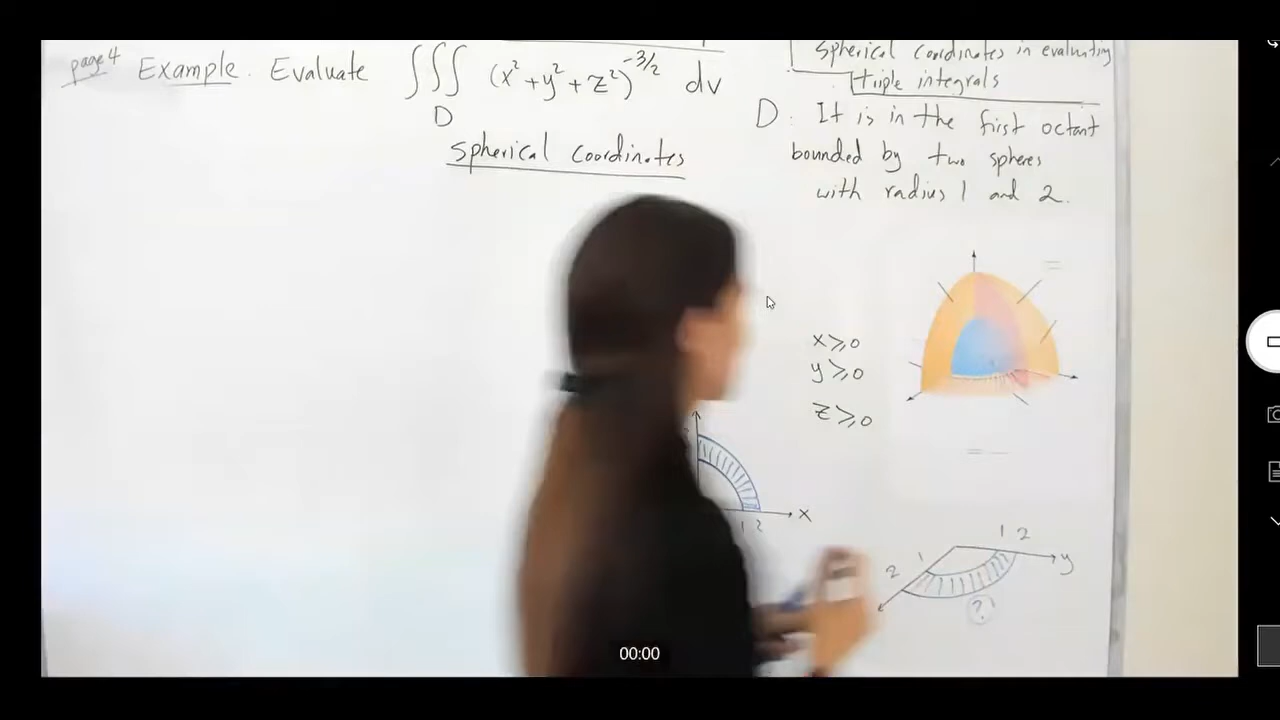 page 4 Example. Evaluate ∭ (x² + y² + z²)^-3/2 dv
D
Spherical coordinates
Spherical coordinates in evaluating
triple integrals
D: It is in the first octant
bounded by two spheres
with radius 1 and 2.
x ⩾ 0
y ⩾ 0
z ⩾ 0
x
1 2
1 2
2 1
y
?
00:00